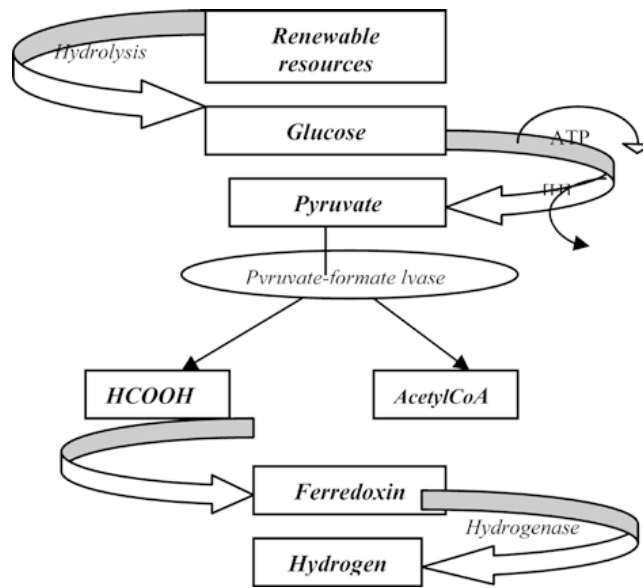 Renewable
resources
Hydrolysis
Glucose
ATP
[H]
Pyruvate
Pyruvate-formate lyase
HCOOH
AcetylCoA
Ferredoxin
Hydrogenase
Hydrogen